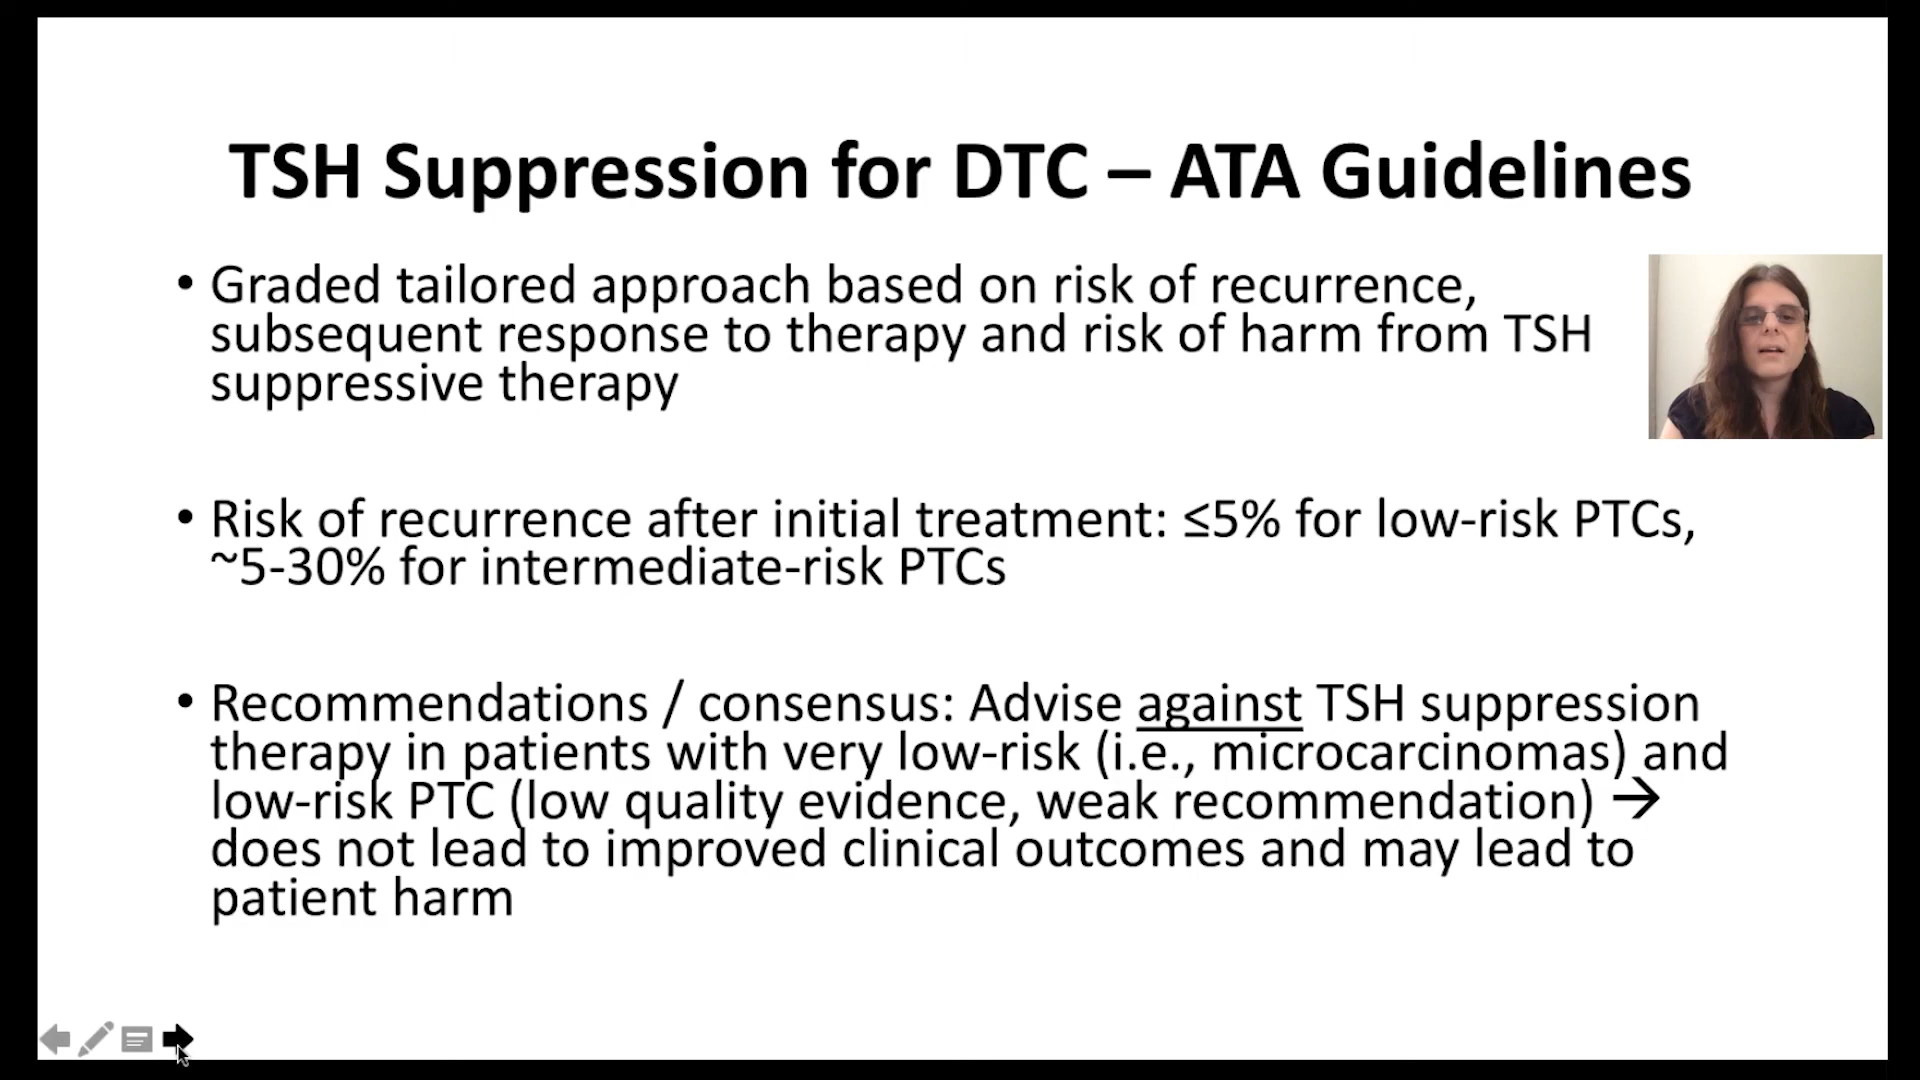 TSH Suppression for DTC – ATA Guidelines
• Graded tailored approach based on risk of recurrence,
subsequent response to therapy and risk of harm from TSH
suppressive therapy
• Risk of recurrence after initial treatment: ≤5% for low-risk PTCs,
~5-30% for intermediate-risk PTCs
• Recommendations / consensus: Advise against TSH suppression
therapy in patients with very low-risk (i.e., microcarcinomas) and
low-risk PTC (low quality evidence, weak recommendation) →
does not lead to improved clinical outcomes and may lead to
patient harm